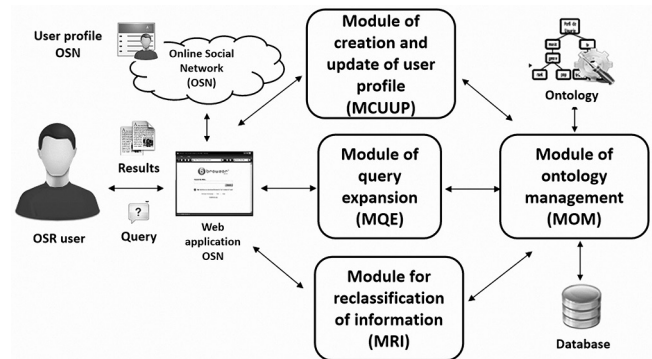 User profile
OSN
Online Social
Network
(OSN)
Module of
creation and
update of user
profile
(MCUUP)
Ontology
Results
Query
OSR user
Web
application
OSN
Module of
query
expansion
(MQE)
Module of
ontology
management
(MOM)
Module for
reclassification
of information
(MRI)
Database